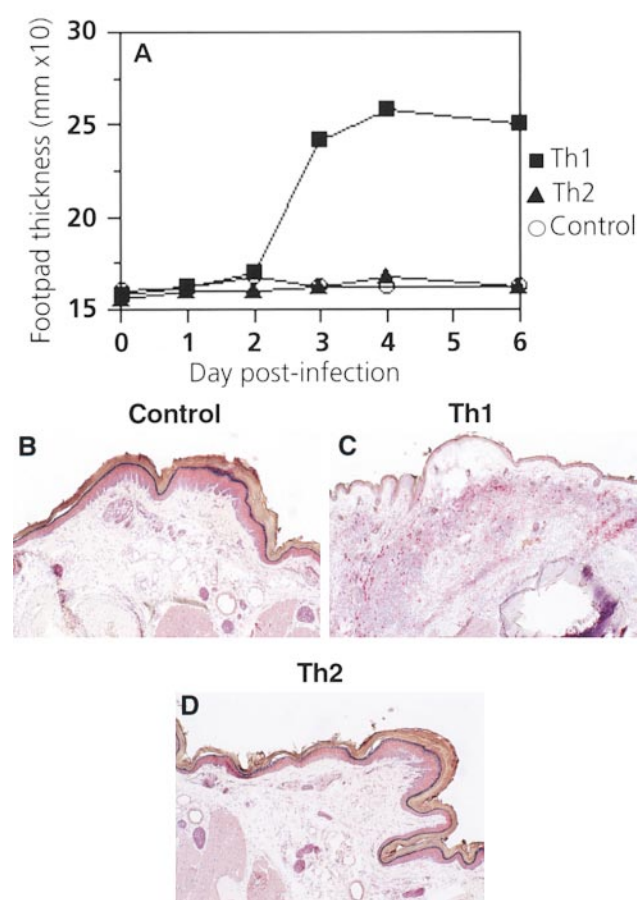 A
Footpad thickness (mm x10)
30
25
20
15
0 1 2 3 4 5 6
Day post-infection
Th1
Th2
Control
Control
B
Th1
C
Th2
D